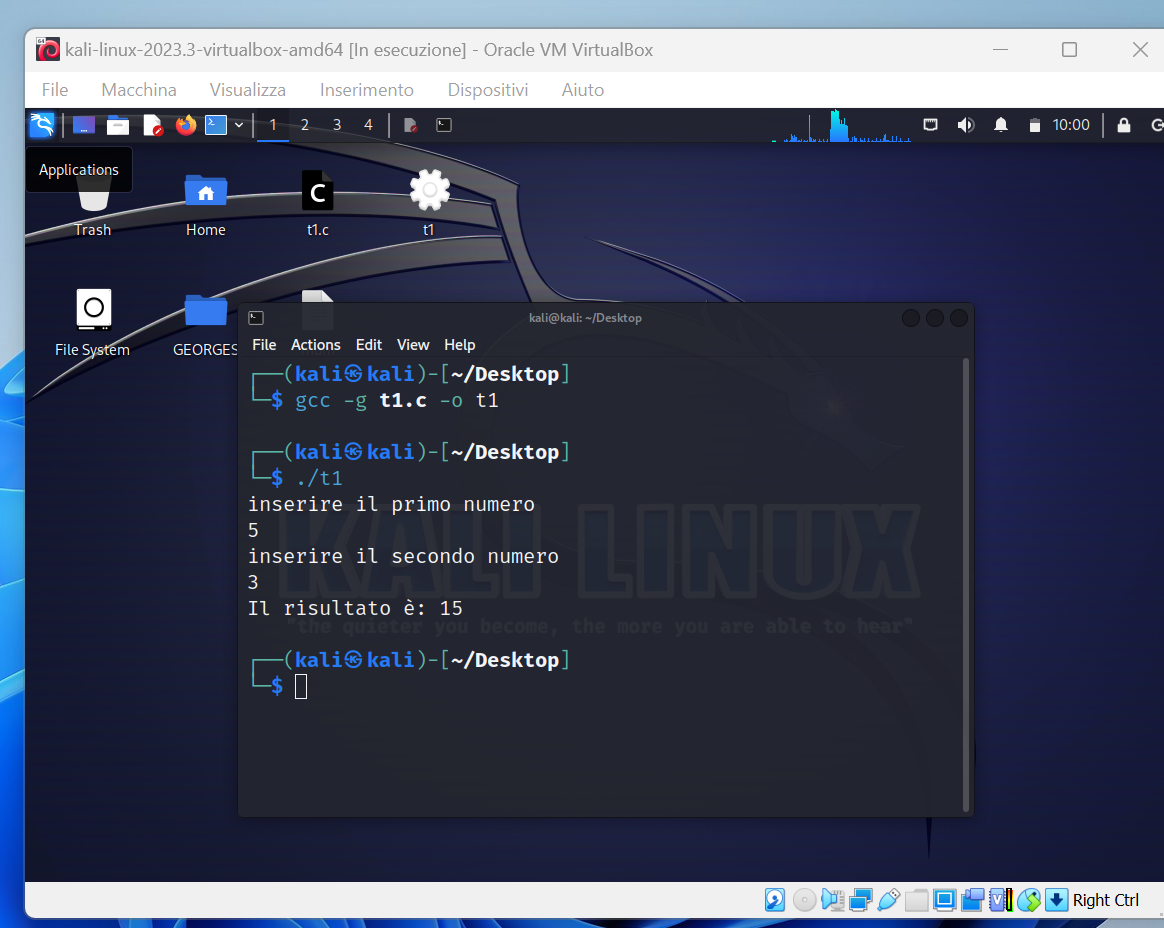 kali-linux-2023.3-virtualbox-amd64 [In esecuzione] - Oracle VM VirtualBox
File Macchina Visualizza Inserimento Dispositivi Aiuto
1 2 3 4 10:00
Applications
Trash Home t1.c t1
File System GEORGES
kali@kali: ~/Desktop
File Actions Edit View Help
┌──(kali㉿kali)-[~/Desktop]
└─$ gcc -g t1.c -o t1
┌──(kali㉿kali)-[~/Desktop]
└─$ ./t1
inserire il primo numero
5
inserire il secondo numero
3
Il risultato è: 15
┌──(kali㉿kali)-[~/Desktop]
└─$
KALI LINUX
"the quieter you become, the more you are able to hear"
Right Ctrl